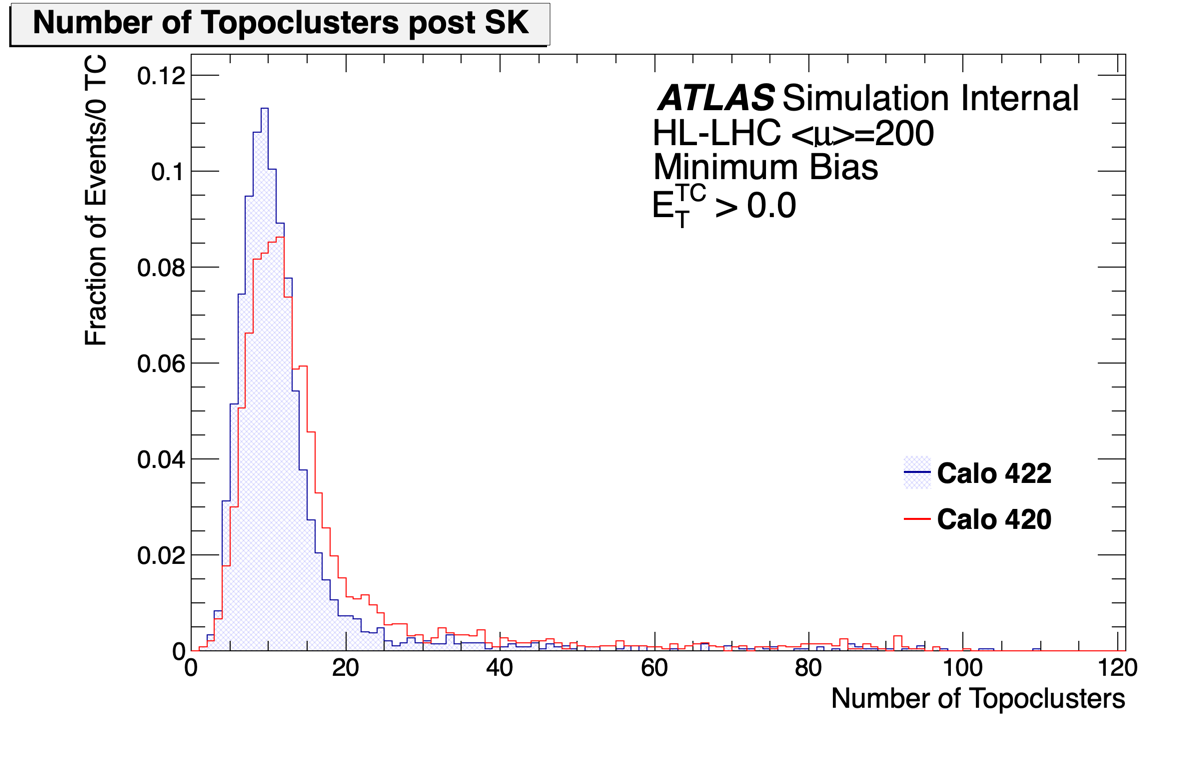 Number of Topoclusters post SK
Fraction of Events/0 TC
0.12
0.1
0.08
0.06
0.04
0.02
0
ATLAS Simulation Internal
HL-LHC <μ>=200
Minimum Bias
E_T^TC > 0.0
Calo 422
Calo 420
0 20 40 60 80 100 120
Number of Topoclusters